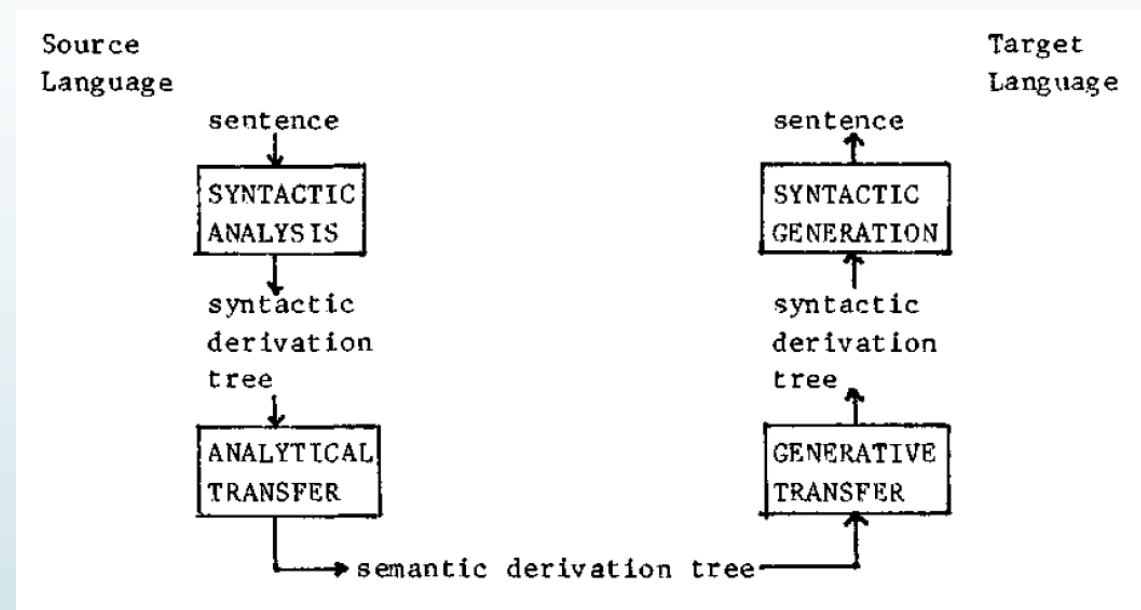 Source
Language
Target
Language
sentence
SYNTACTIC
ANALYSIS
syntactic
derivation
tree
ANALYTICAL
TRANSFER
semantic derivation tree
GENERATIVE
TRANSFER
syntactic
derivation
tree
SYNTACTIC
GENERATION
sentence